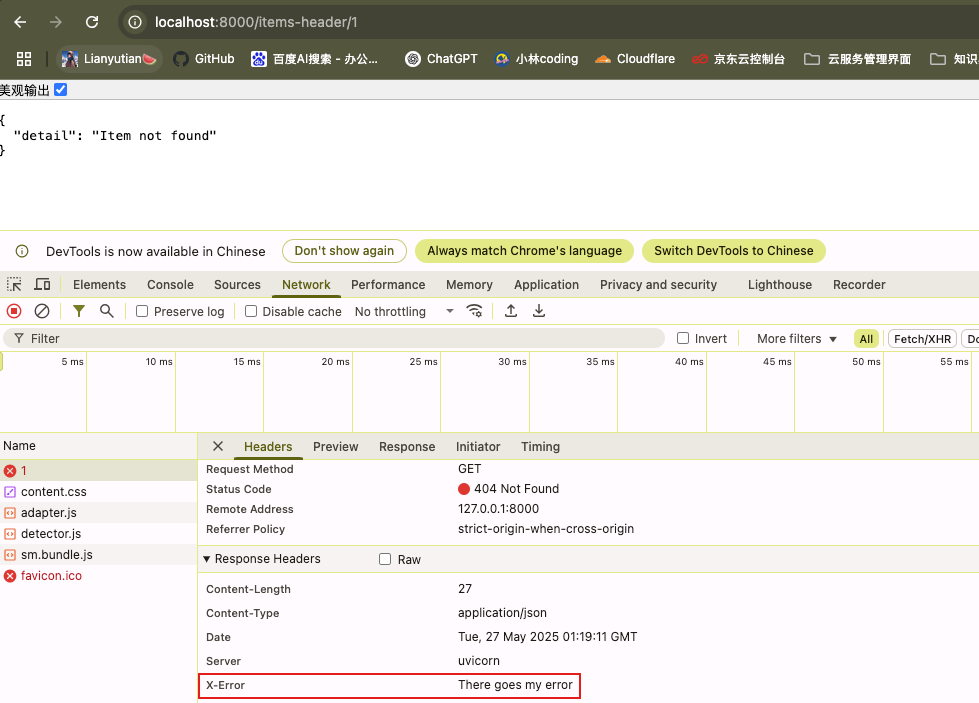 localhost:8000/items-header/1
Lianyutian🍉 GitHub 百度AI搜索 - 办公... ChatGPT 小林coding Cloudflare 京东云控制台 云服务管理界面 知识
美观输出
{
"detail": "Item not found"
}
DevTools is now available in Chinese Don't show again Always match Chrome's language Switch DevTools to Chinese
Elements Console Sources Network Performance Memory Application Privacy and security Lighthouse Recorder
Preserve log Disable cache No throttling
Filter Invert More filters All Fetch/XHR Do
5 ms 10 ms 15 ms 20 ms 25 ms 30 ms 35 ms 40 ms 45 ms 50 ms 55 ms
Name Headers Preview Response Initiator Timing
1
content.css
adapter.js
detector.js
sm.bundle.js
favicon.ico
Request Method GET
Status Code 404 Not Found
Remote Address 127.0.0.1:8000
Referrer Policy strict-origin-when-cross-origin
Response Headers Raw
Content-Length 27
Content-Type application/json
Date Tue, 27 May 2025 01:19:11 GMT
Server uvicorn
X-Error There goes my error